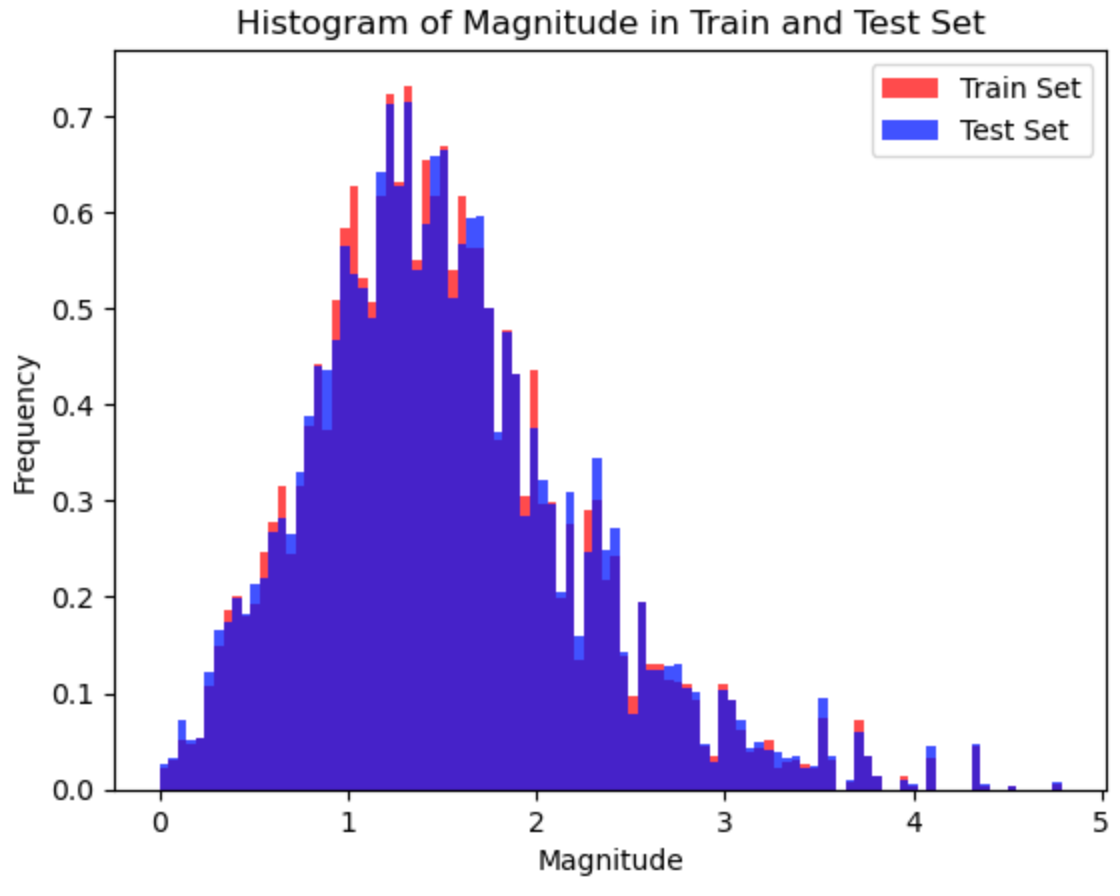 Histogram of Magnitude in Train and Test Set
Train Set
Test Set
Frequency
0.7
0.6
0.5
0.4
0.3
0.2
0.1
0.0
0 1 2 3 4 5
Magnitude